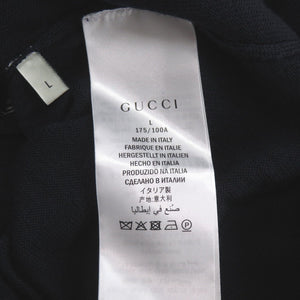 GUCCI
L
175/100A
MADE IN ITALY
FABRIQUE EN ITALIE
HERGESTELLT IN ITALIEN
HECHO EN ITALIA
PRODUZIDO NA ITALIA
СДЕЛАНО В ИТАЛИИ
イタリア製
产地:意大利
صنع في إيطاليا
P
L